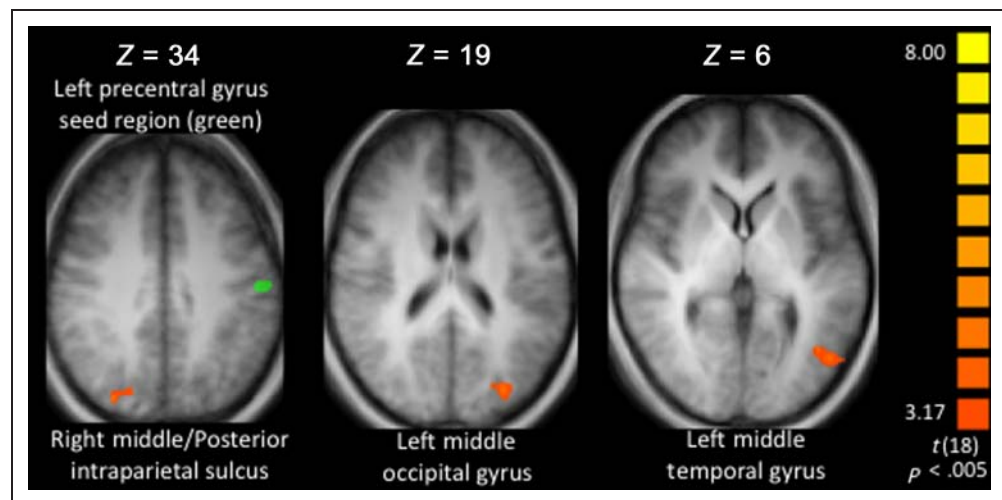 Z = 34
Left precentral gyrus
seed region (green)
Right middle/Posterior
intraparietal sulcus
Z = 19
Left middle
occipital gyrus
Z = 6
Left middle
temporal gyrus
8.00
3.17
t(18)
p < .005